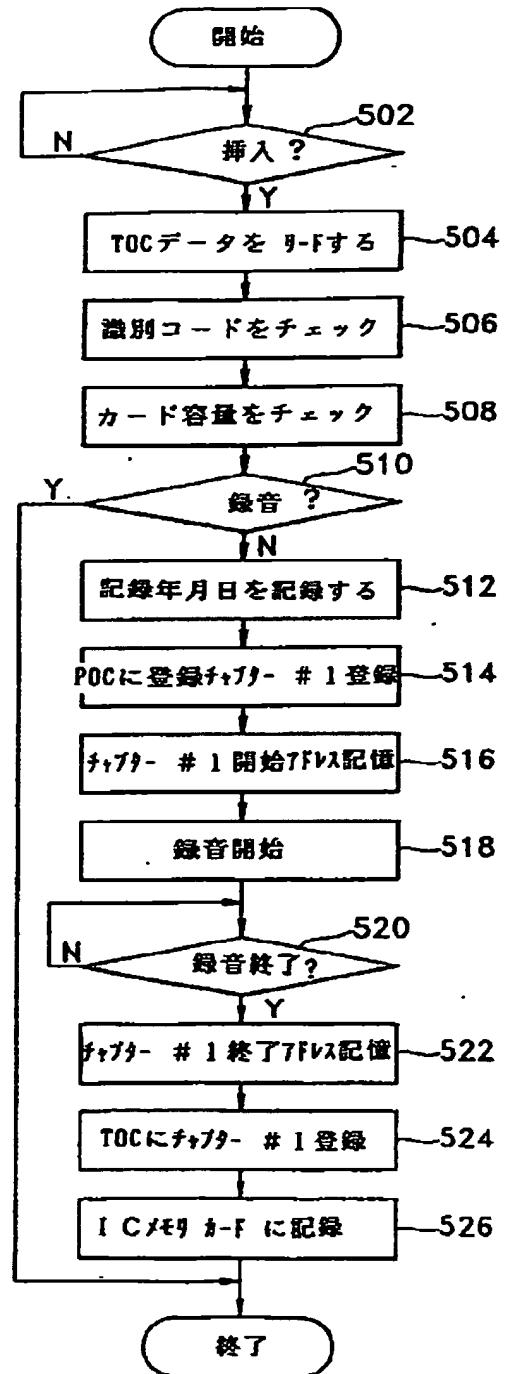 開始
502
挿入?
N
Y
TOCデータを リードする
504
識別コードをチェック
506
カード容量をチェック
508
510
録音?
Y
N
記録年月日を記録する
512
POCに登録チャプター #1登録
514
チャプター #1開始アドレス記憶
516
録音開始
518
520
録音終了?
N
Y
チャプター #1終了アドレス記憶
522
TOCにチャプター #1登録
524
ICメモリ カード に記録
526
終了